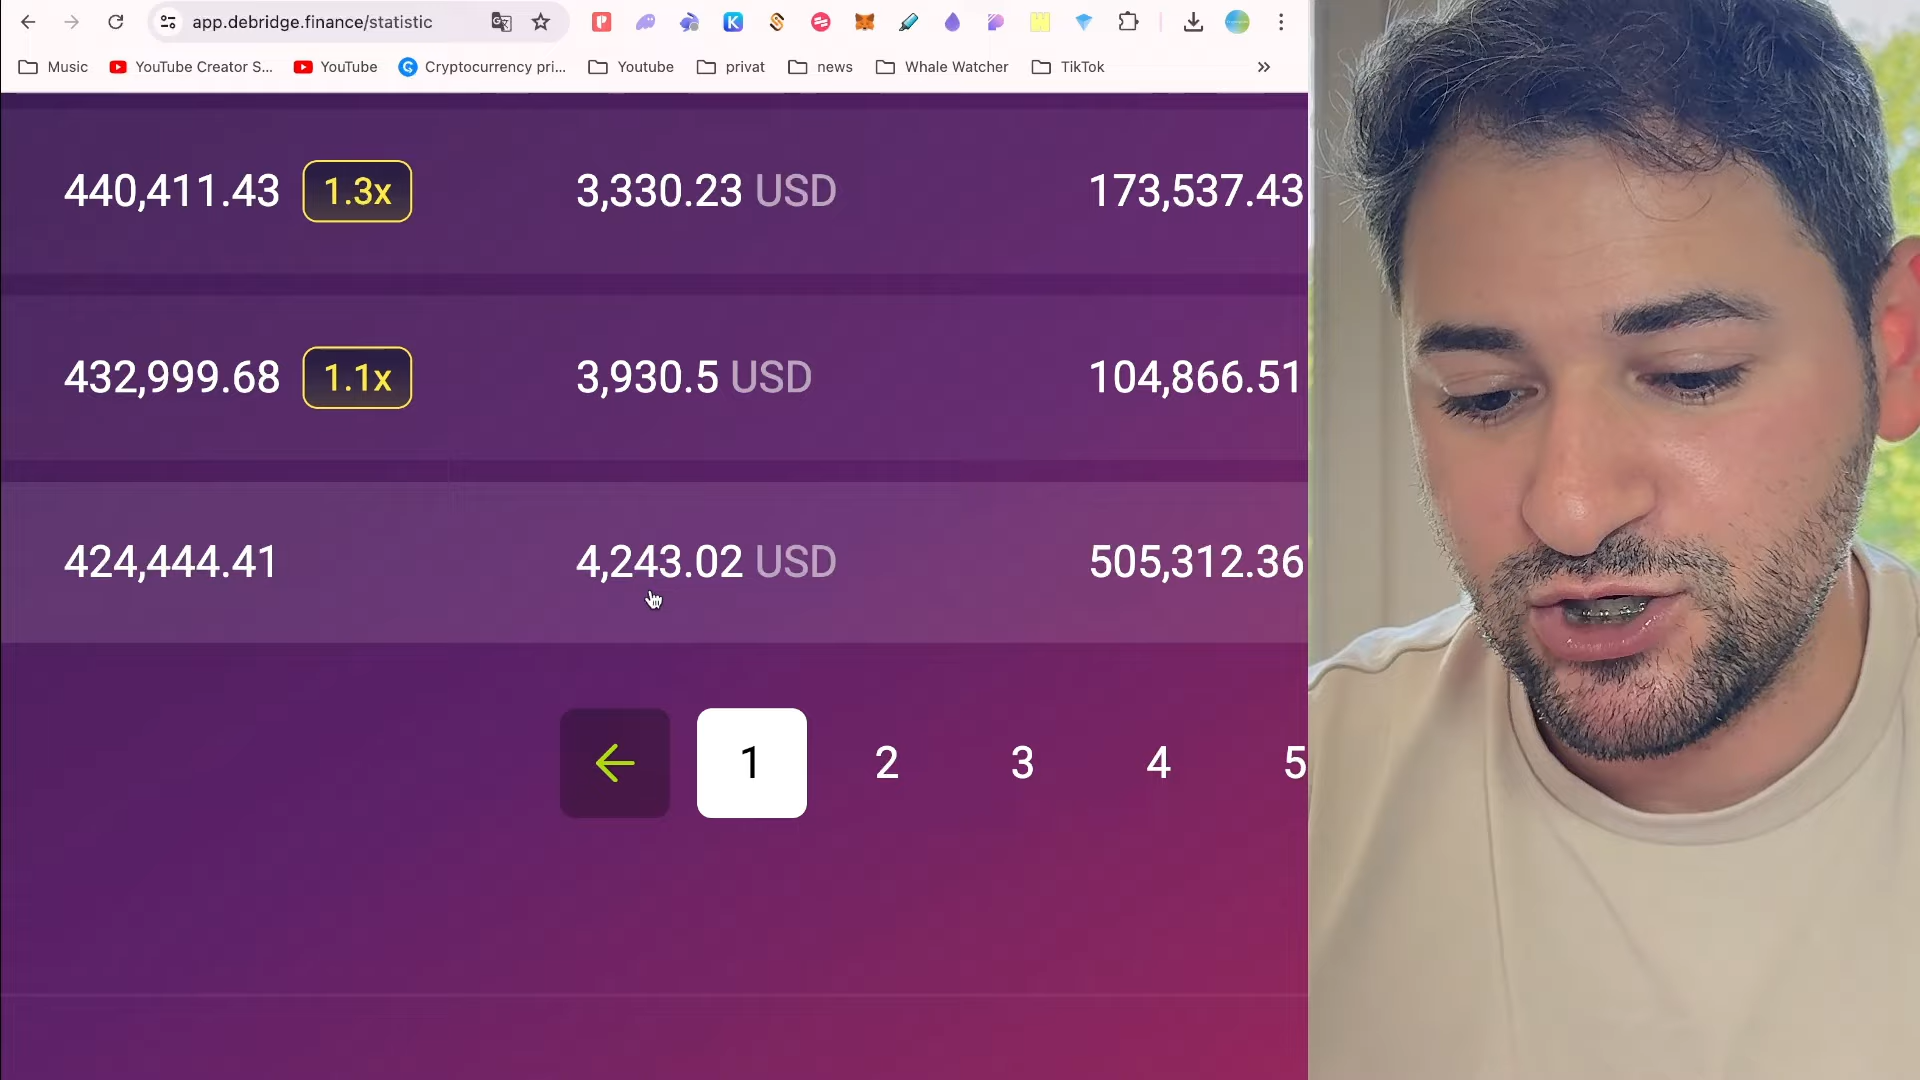 app.debridge.finance/statistic
Music YouTube Creator S... YouTube Cryptocurrency pri... Youtube privat news Whale Watcher TikTok
440,411.43 1.3x 3,330.23 USD 173,537.43
432,999.68 1.1x 3,930.5 USD 104,866.51
424,444.41 4,243.02 USD 505,312.36
1 2 3 4 5